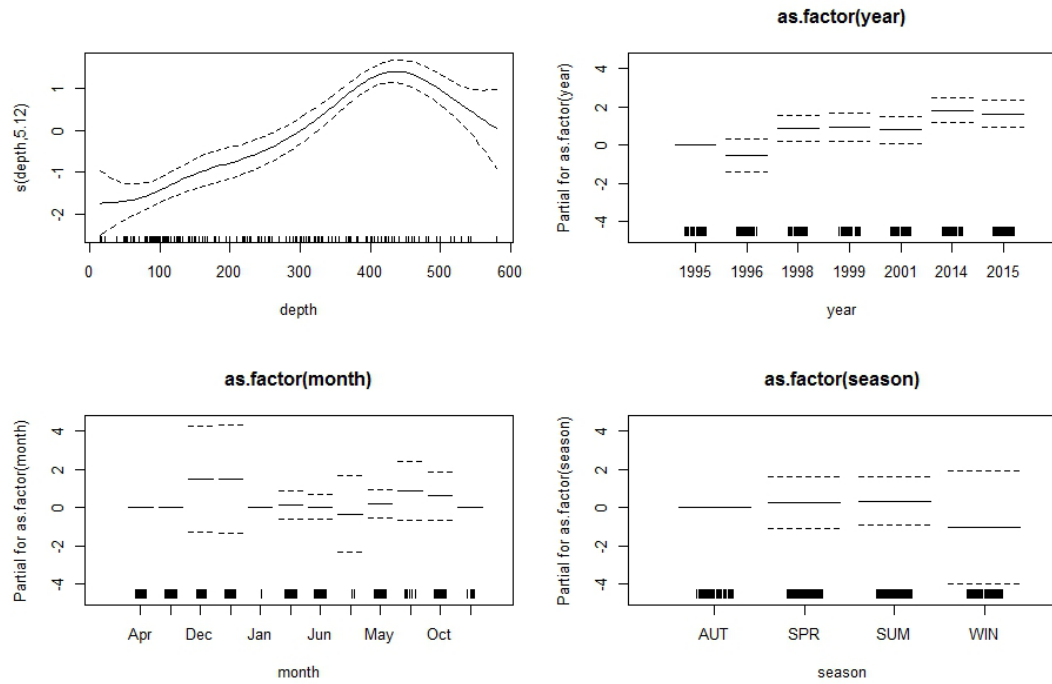 as.factor(year)
s(depth,5.12)
1
0
-1
-2
0 100 200 300 400 500 600
depth
Partial for as.factor(year)
4
2
0
-2
-4
1995 1996 1998 1999 2001 2014 2015
year
as.factor(month)
Partial for as.factor(month)
4
2
0
-2
-4
Apr Dec Jan Jun May Oct
month
as.factor(season)
Partial for as.factor(season)
4
2
0
-2
-4
AUT SPR SUM WIN
season